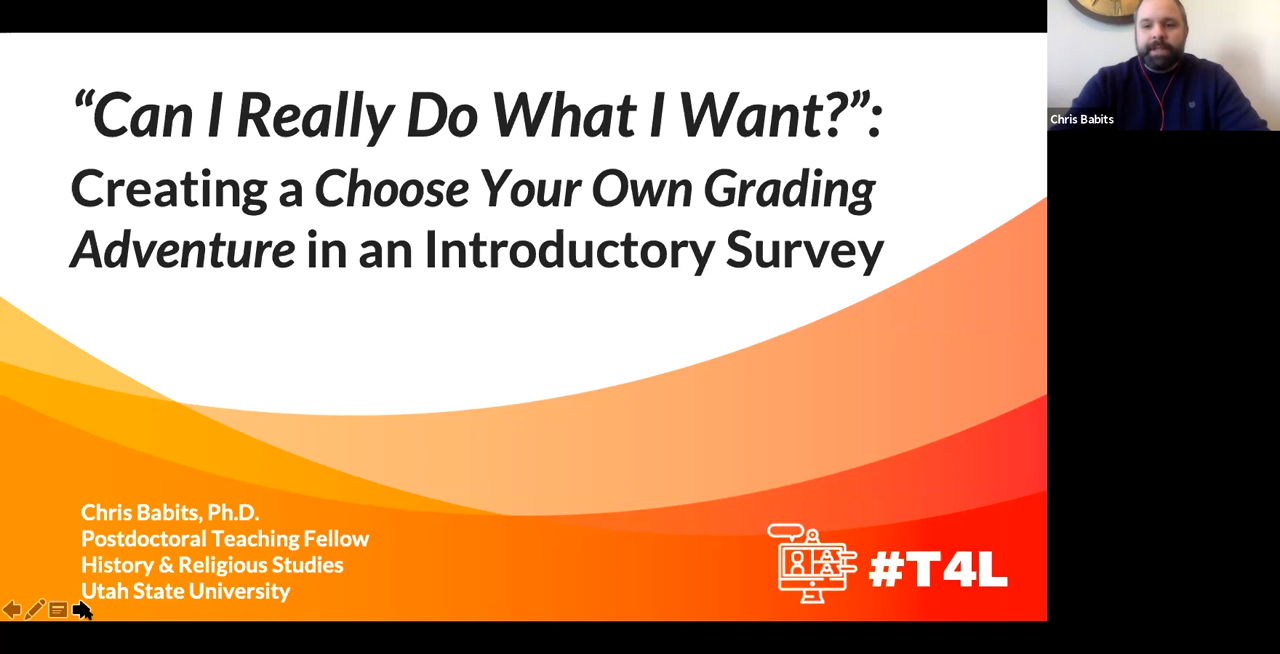 “Can I Really Do What I Want?”:
Creating a Choose Your Own Grading
Adventure in an Introductory Survey
Chris Babits, Ph.D.
Postdoctoral Teaching Fellow
History & Religious Studies
Utah State University
#T4L
Chris Babits